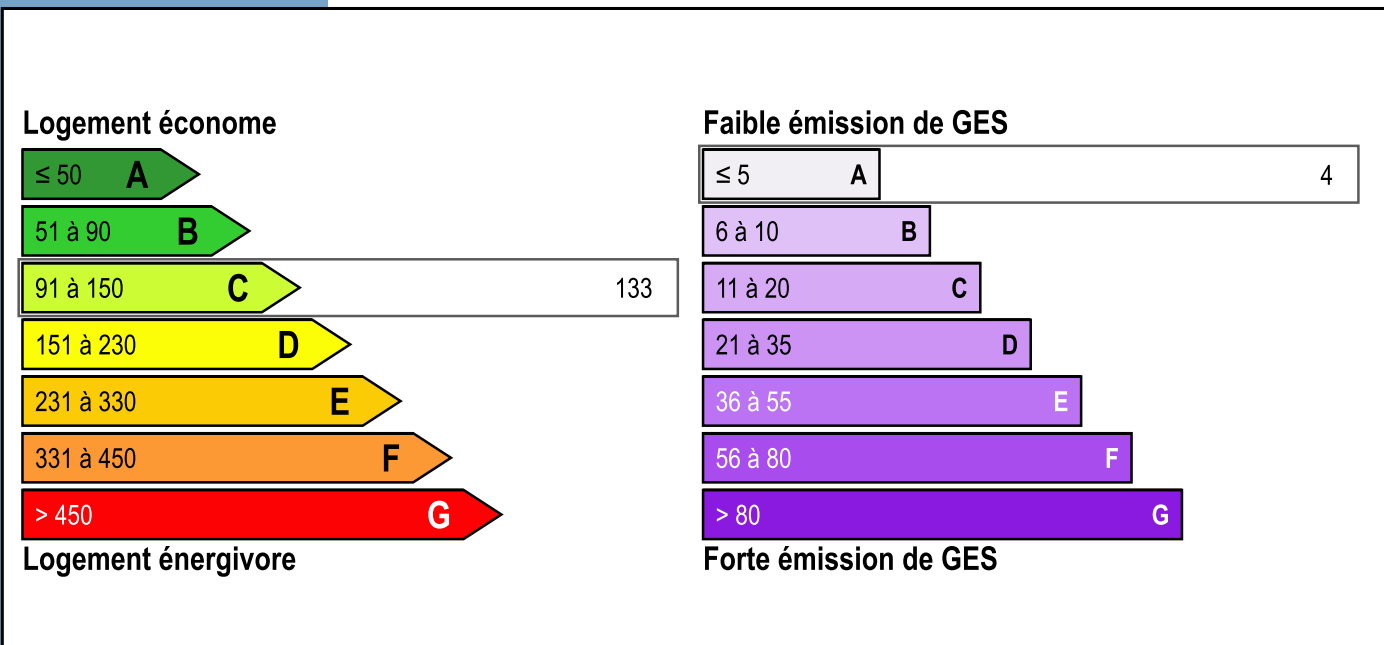 Logement économe
≤ 50 A
51 à 90 B
91 à 150 C 133
151 à 230 D
231 à 330 E
331 à 450 F
> 450 G
Logement énergivore
Faible émission de GES
≤ 5 A 4
6 à 10 B
11 à 20 C
21 à 35 D
36 à 55 E
56 à 80 F
> 80 G
Forte émission de GES